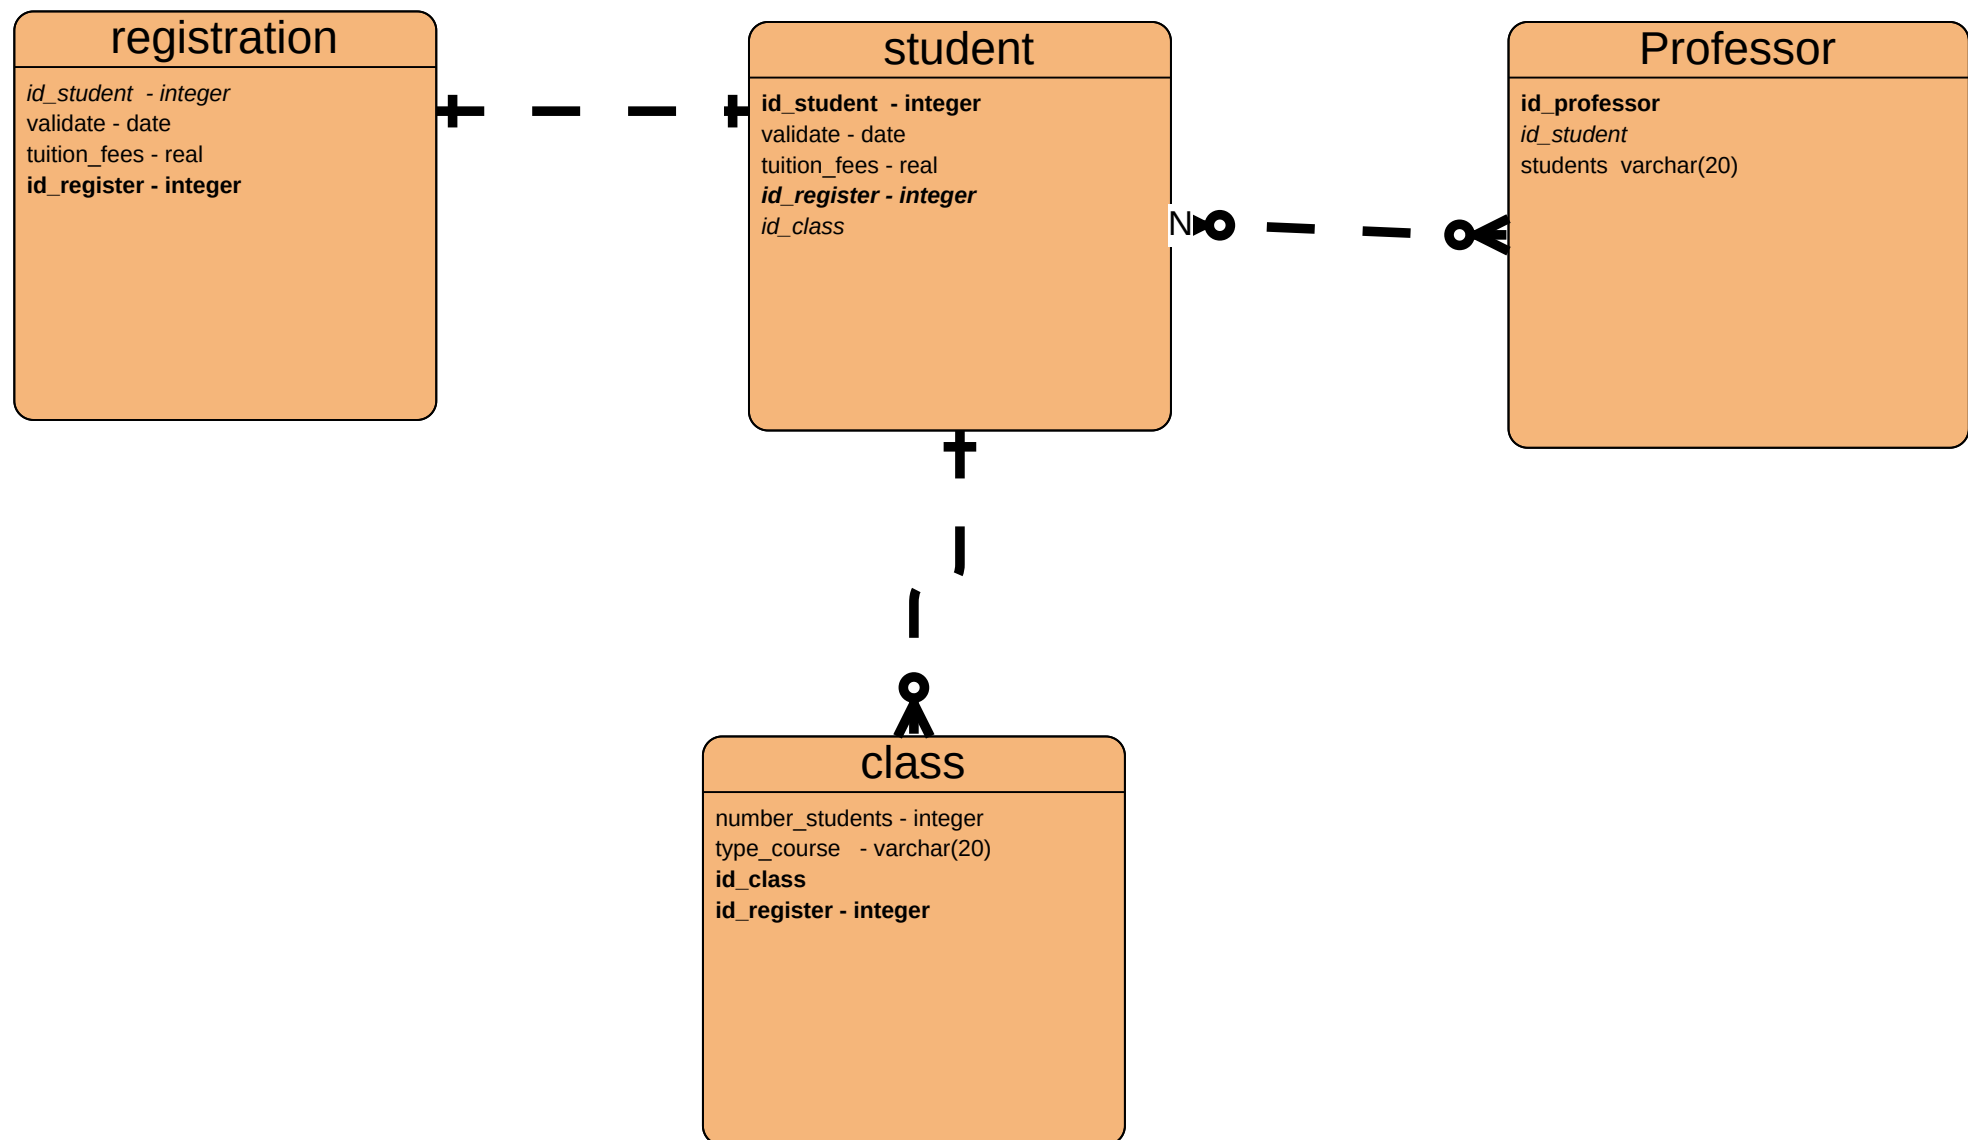 registration
id_student - integer
validate - date
tuition_fees - real
id_register - integer
student
id_student - integer
validate - date
tuition_fees - real
id_register - integer
id_class
N
Professor
id_professor
id_student
students varchar(20)
class
number_students - integer
type_course - varchar(20)
id_class
id_register - integer